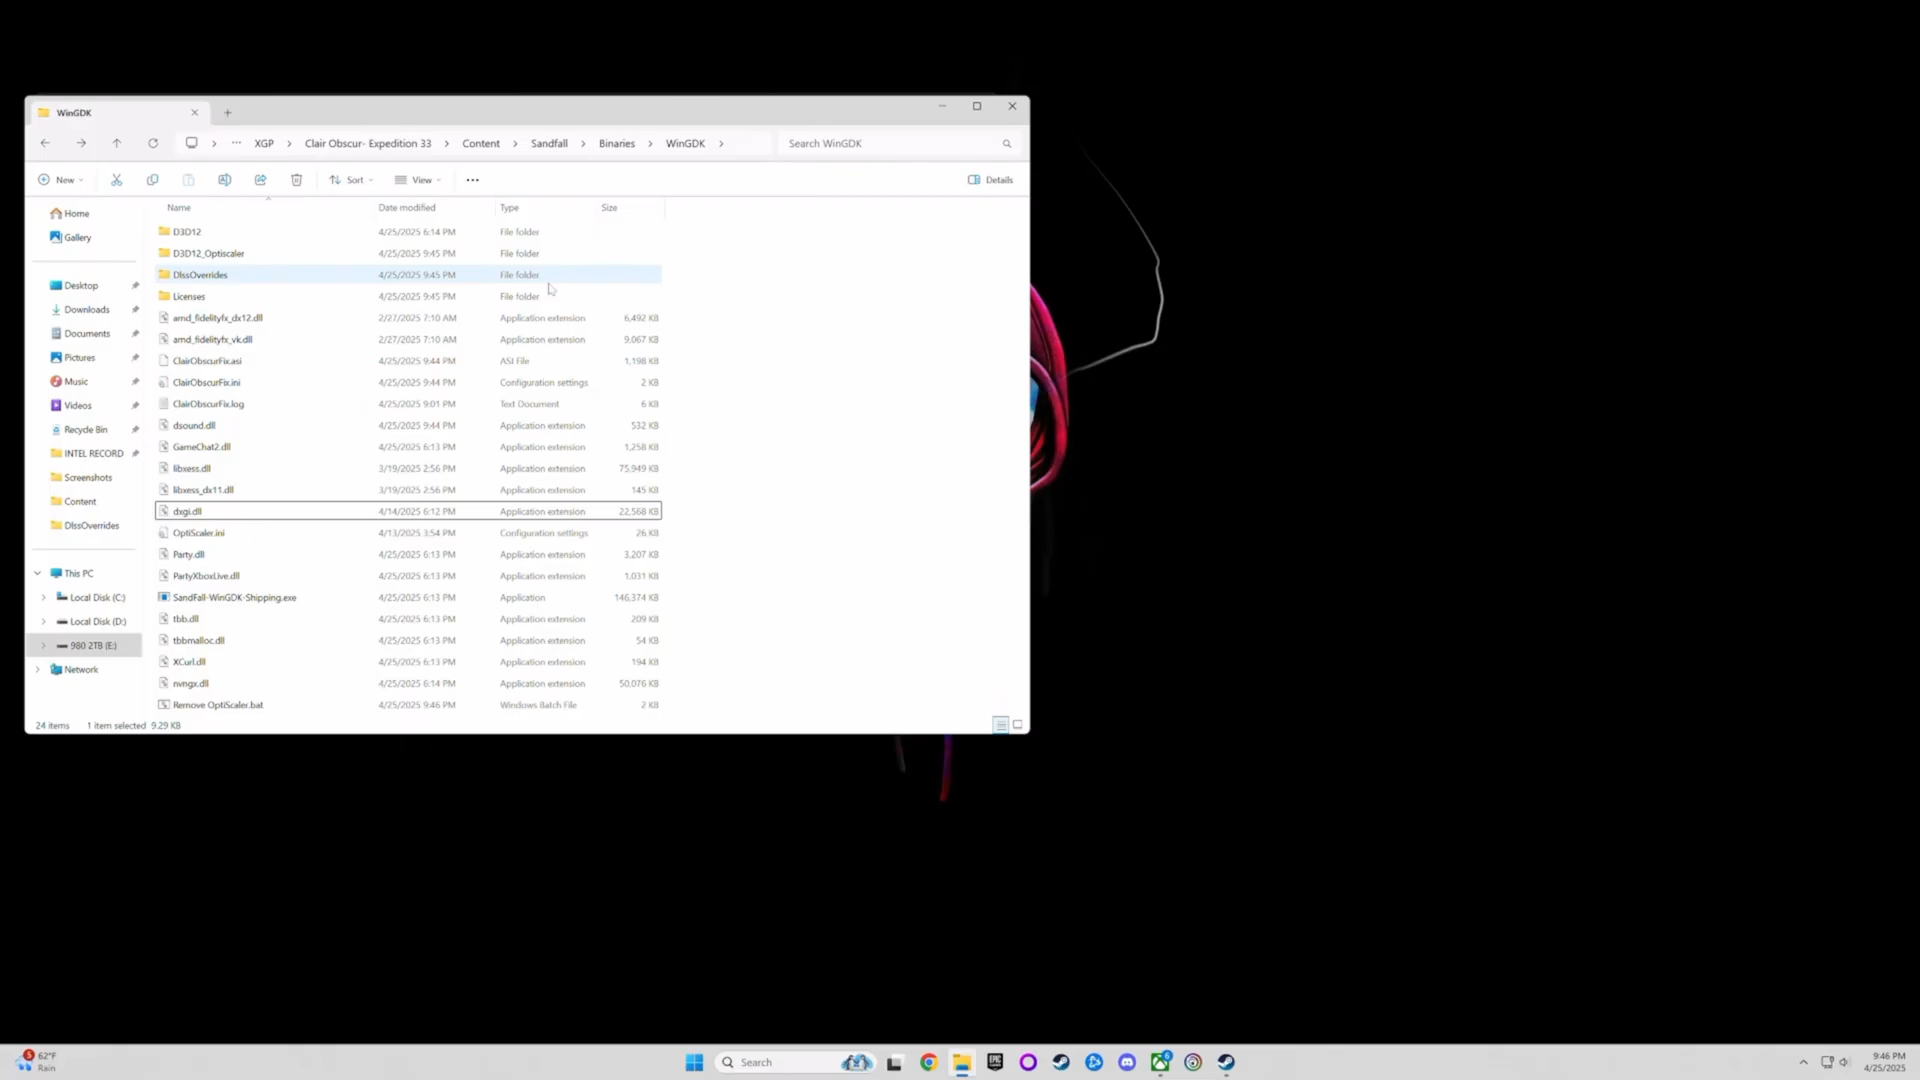 WinGDK
XGP > Clair Obscur- Expedition 33 > Content > Sandfall > Binaries > WinGDK >
Search WinGDK
New
Sort
View
Details
Name Date modified Type Size
Home
Gallery
Desktop
Downloads
Documents
Pictures
Music
Videos
Recycle Bin
INTEL RECORD
Screenshots
Content
DlssOverrides
This PC
Local Disk (C:)
Local Disk (D:)
980 2TB (E:)
Network
D3D12 4/25/2025 6:14 PM File folder
D3D12_Optiscaler 4/25/2025 9:45 PM File folder
DlssOverrides 4/25/2025 9:45 PM File folder
Licenses 4/25/2025 9:45 PM File folder
amd_fidelityfx_dx12.dll 2/27/2025 7:10 AM Application extension 6,492 KB
amd_fidelityfx_vk.dll 2/27/2025 7:10 AM Application extension 9,067 KB
ClairObscurFix.asi 4/25/2025 9:44 PM ASI File 1,198 KB
ClairObscurFix.ini 4/25/2025 9:44 PM Configuration settings 2 KB
ClairObscurFix.log 4/25/2025 9:01 PM Text Document 6 KB
dsound.dll 4/25/2025 9:44 PM Application extension 532 KB
GameChat2.dll 4/25/2025 6:13 PM Application extension 1,258 KB
libxess.dll 3/19/2025 2:56 PM Application extension 75,949 KB
libxess_dx11.dll 3/19/2025 2:56 PM Application extension 145 KB
dxgi.dll 4/14/2025 6:12 PM Application extension 22,568 KB
OptiScaler.ini 4/13/2025 3:54 PM Configuration settings 26 KB
Party.dll 4/25/2025 6:13 PM Application extension 3,207 KB
PartyXboxLive.dll 4/25/2025 6:13 PM Application extension 1,031 KB
SandFall-WinGDK-Shipping.exe 4/25/2025 6:13 PM Application 146,374 KB
tbb.dll 4/25/2025 6:13 PM Application extension 209 KB
tbbmalloc.dll 4/25/2025 6:13 PM Application extension 54 KB
XCurl.dll 4/25/2025 6:13 PM Application extension 194 KB
nvngx.dll 4/25/2025 6:14 PM Application extension 50,076 KB
Remove OptiScaler.bat 4/25/2025 9:46 PM Windows Batch File 2 KB
24 items 1 item selected 9.29 KB
5
62°F
Rain
Search
EPIC
6
9:46 PM
4/25/2025